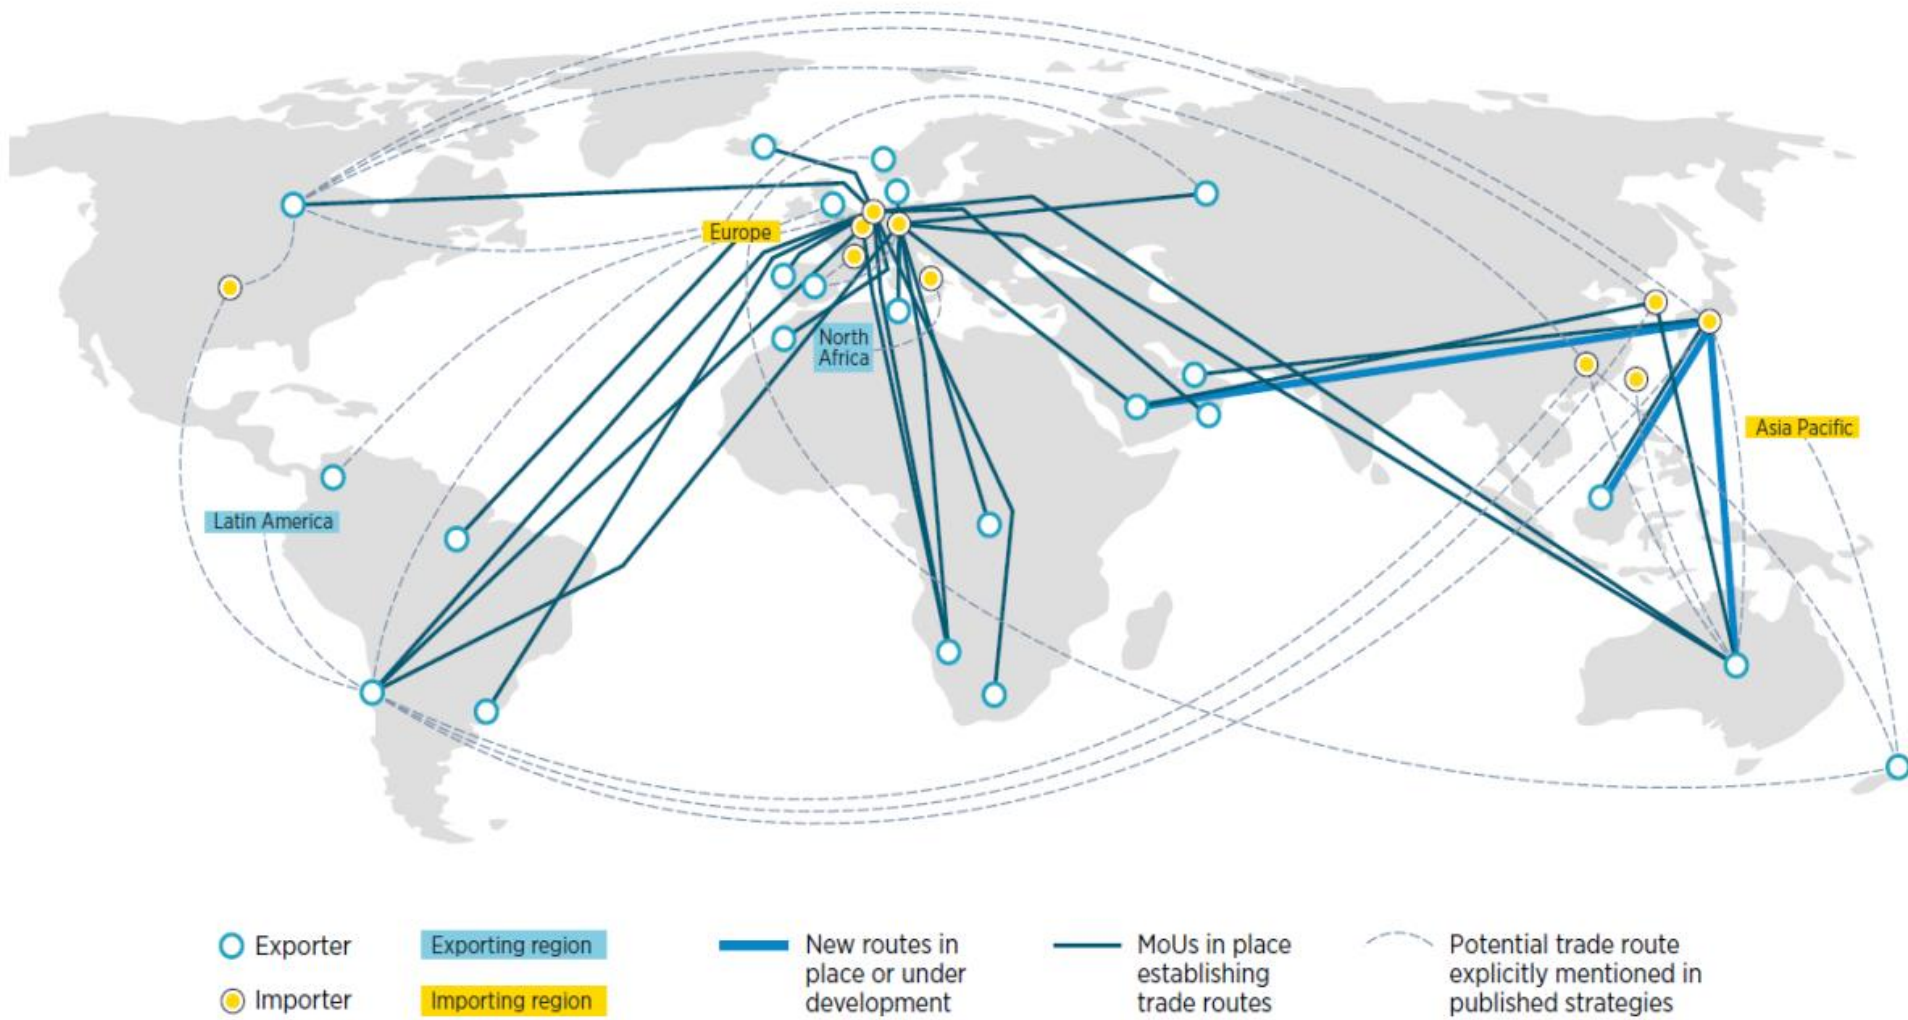 Europe
North
Africa
Asia Pacific
Latin America
Exporter
Exporting region
New routes in
place or under
development
MoUs in place
establishing
trade routes
Potential trade route
explicitly mentioned in
published strategies
Importer
Importing region